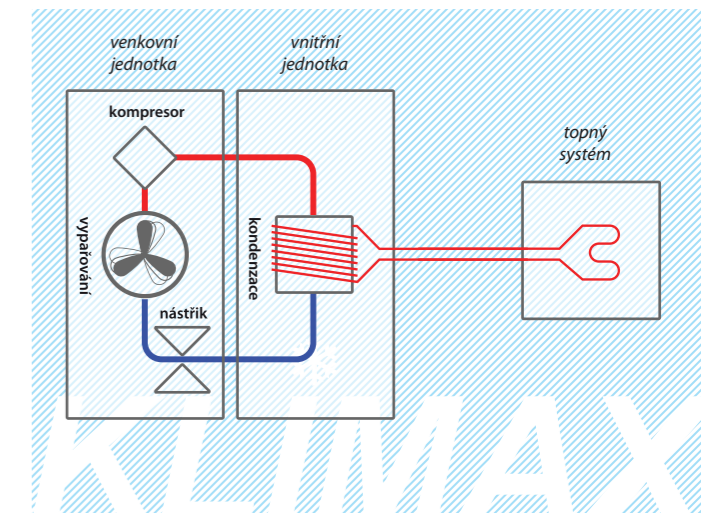 venkovní
jednotka
vnitřní
jednotka
kompresor
topný
systém
vypařování
kondenzace
nástřik
KLIMAX